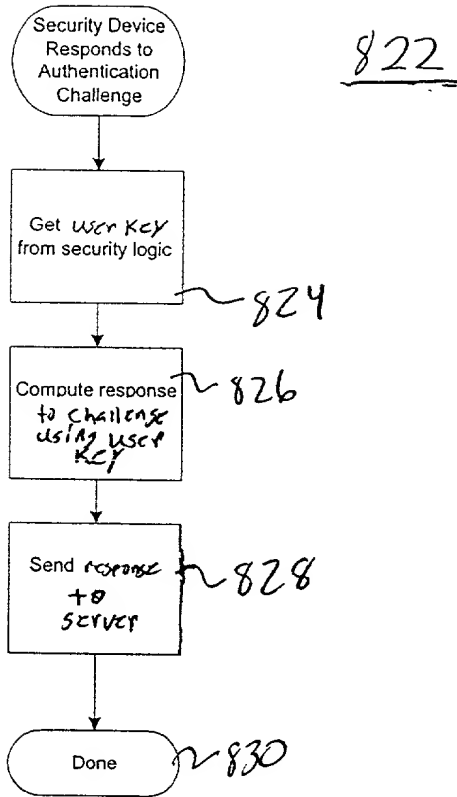 Security Device
Responds to
Authentication
Challenge
822
Get user key
from security logic
824
Compute response
to challenge
using user
key
826
Send response
to
server
828
Done
830